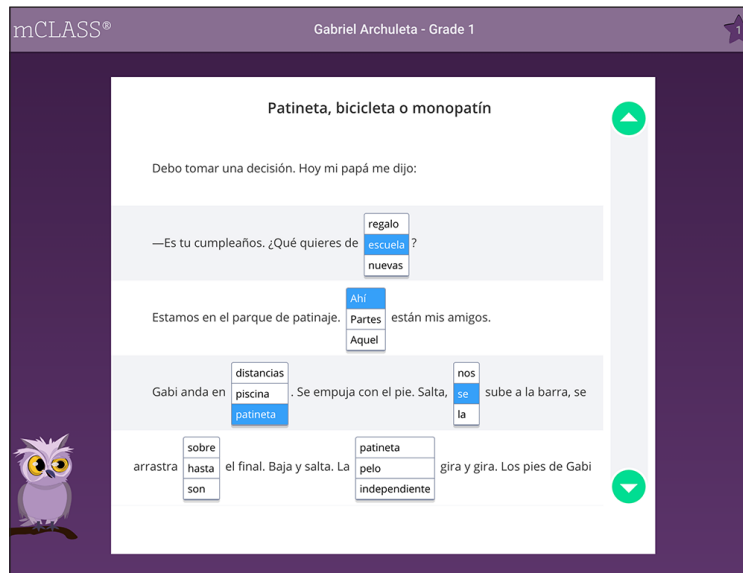 mCLASS®
Gabriel Archuleta - Grade 1
1
Patineta, bicicleta o monopatín
Debo tomar una decisión. Hoy mi papá me dijo:
regalo
—Es tu cumpleaños. ¿Qué quieres de escuela ?
nuevas
Ahí
Estamos en el parque de patinaje. Partes están mis amigos.
Aquel
distancias nos
Gabi anda en piscina . Se empuja con el pie. Salta, se sube a la barra, se
patineta la
sobre patineta
arrastra hasta el final. Baja y salta. La pelo gira y gira. Los pies de Gabi
son independiente